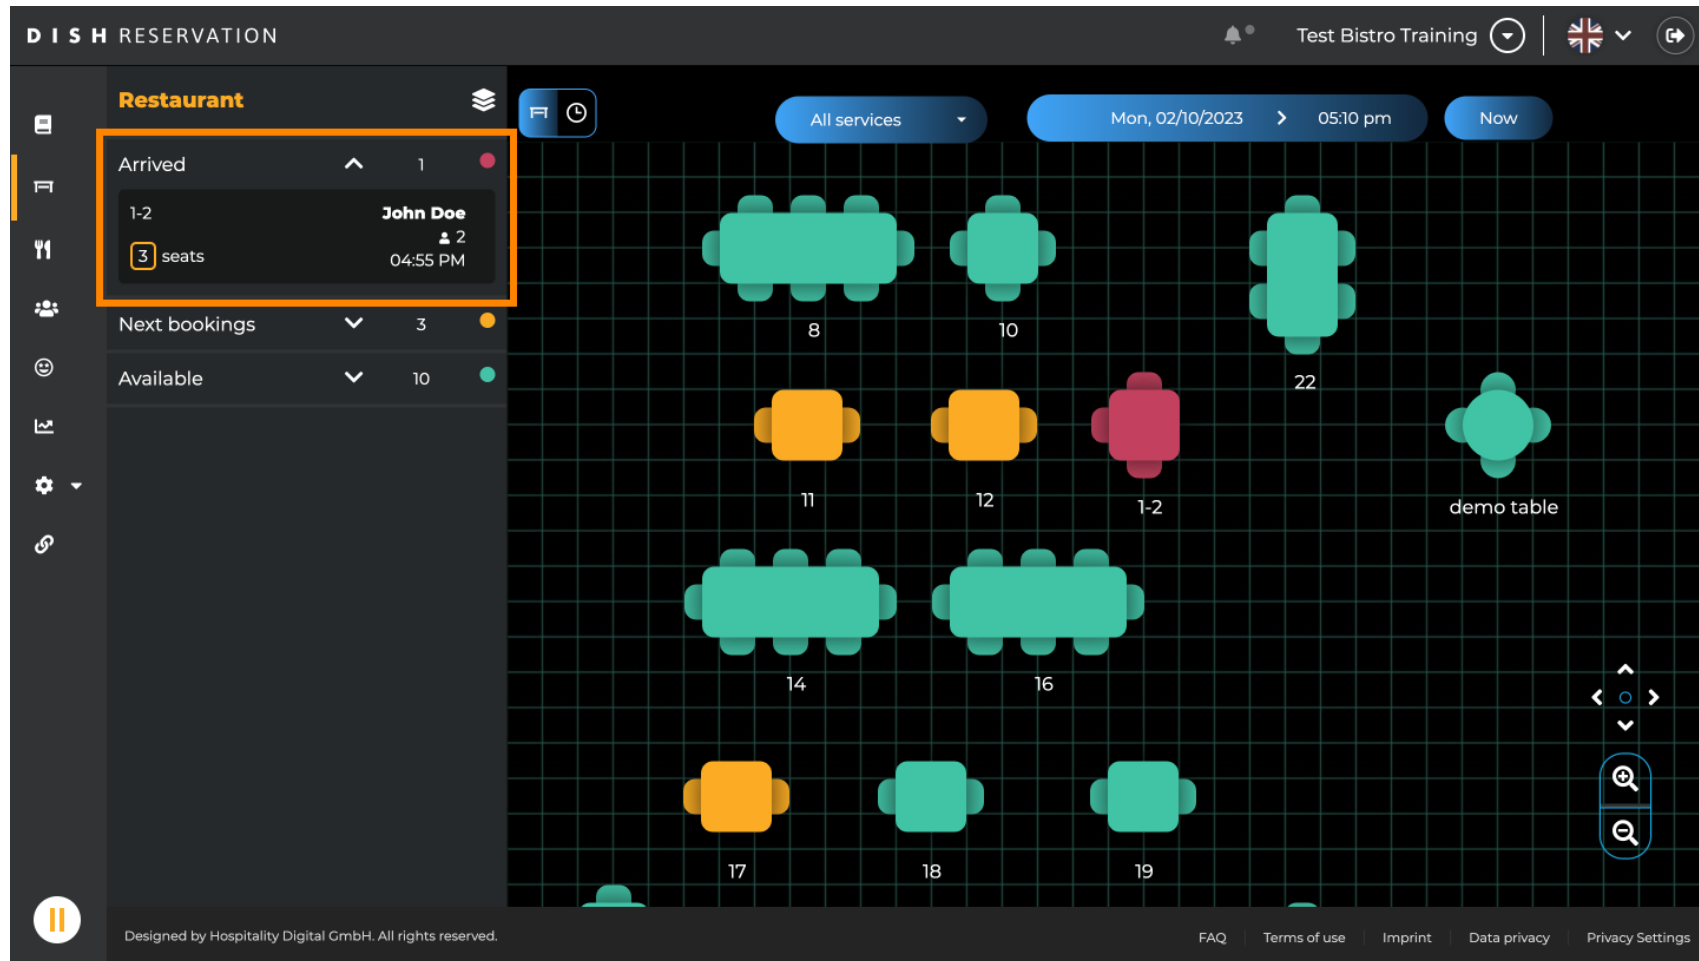 DISH RESERVATION
Test Bistro Training
Restaurant
All services
Mon, 02/10/2023
05:10 pm
Now
Arrived 1
1-2 John Doe
2
3 seats 04:55 PM
Next bookings 3
Available 10
8
10
22
11
12
1-2
demo table
14
16
17
18
19
Designed by Hospitality Digital GmbH. All rights reserved.
FAQ
Terms of use
Imprint
Data privacy
Privacy Settings